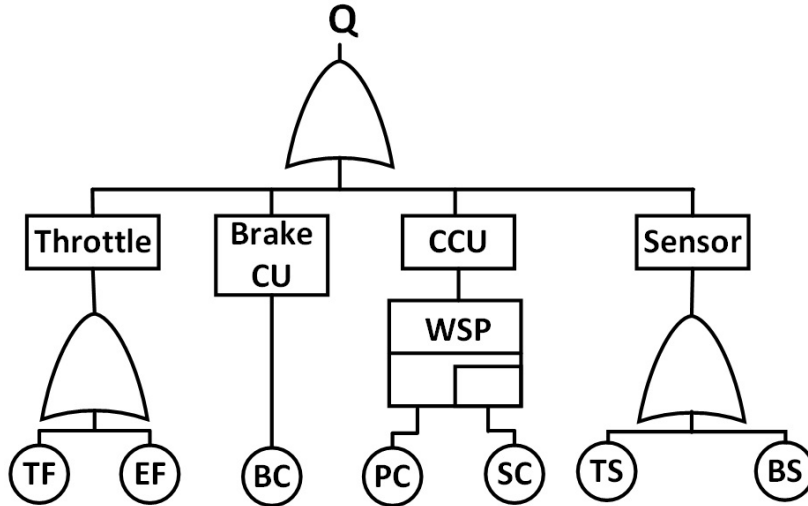 Q
Throttle
Brake
CU
CCU
Sensor
WSP
TF
EF
BC
PC
SC
TS
BS